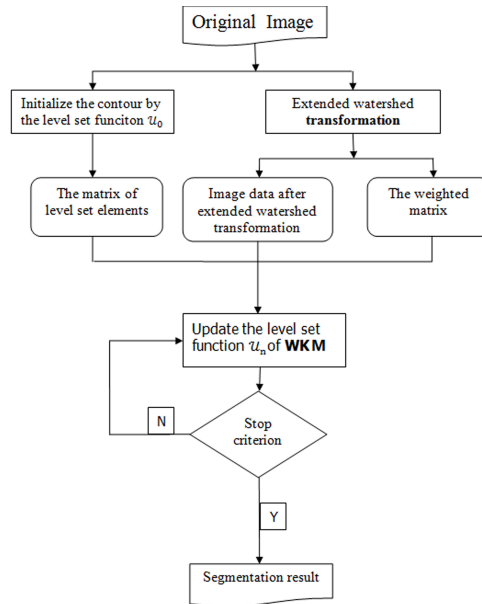 Original Image
Initialize the contour by
the level set funciton 𝓊₀
Extended watershed
transformation
The matrix of
level set elements
Image data after
extended watershed
transformation
The weighted
matrix
Update the level set
function 𝓊ₙ of WKM
Stop
criterion
N
Y
Segmentation result